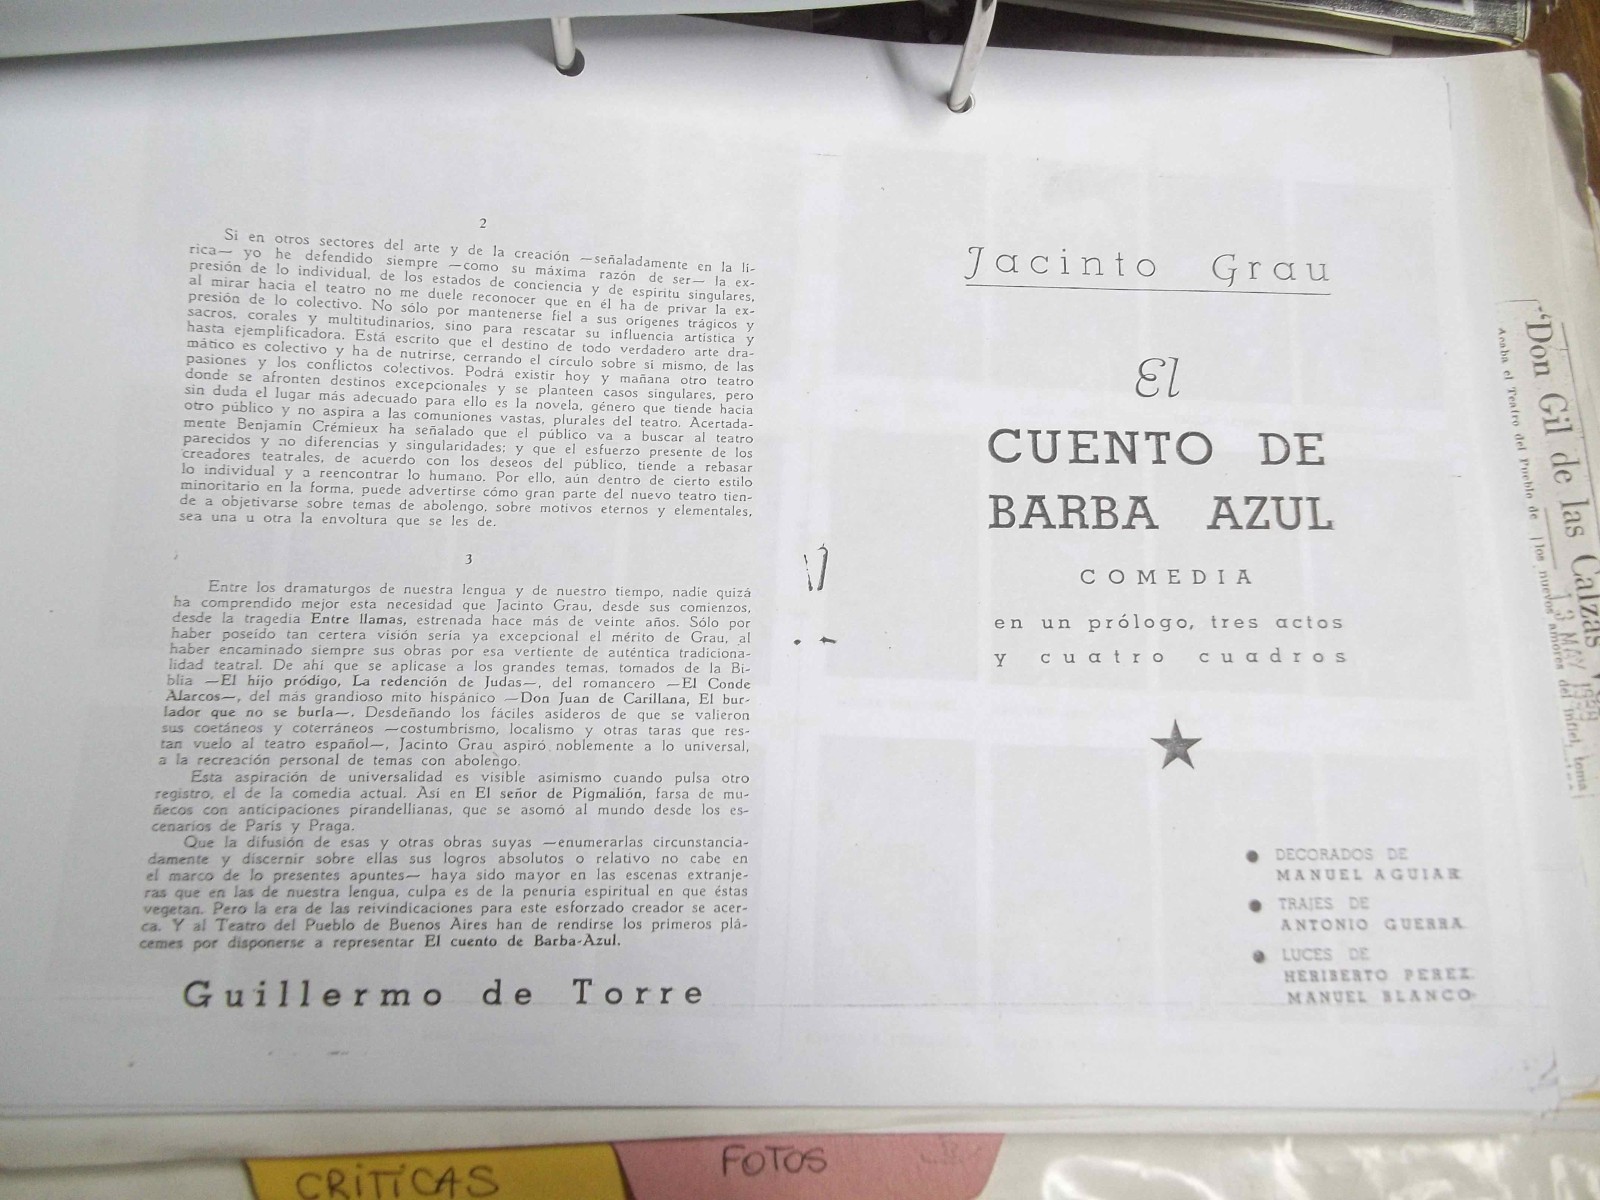 2
Si en otros sectores del arte y de la creación —señaladamente en la lí-
rica— yo he defendido siempre —como su máxima razón de ser— la ex-
presión de lo individual, de los estados de conciencia y de espíritu singulares,
al mirar hacia el teatro no me duele reconocer que en él ha de privar la ex-
presión de lo colectivo. No sólo por mantenerse fiel a sus orígenes trágicos y
sacros, corales y multitudinarios, sino para rescatar su influencia artística y
hasta ejemplificadora. Está escrito que el destino de todo verdadero arte dra-
mático es colectivo y ha de nutrirse, cerrando el círculo sobre sí mismo, de las
pasiones y los conflictos colectivos. Podrá existir hoy y mañana otro teatro
donde se afronten destinos excepcionales y se planteen casos singulares, pero
sin duda el lugar más adecuado para ello es la novela, género que tiende hacia
otro público y no aspira a las comuniones vastas, plurales del teatro. Acertada-
mente Benjamín Crémieux ha señalado que el público va a buscar al teatro
parecidos y no diferencias y singularidades; y que el esfuerzo presente de los
creadores teatrales, de acuerdo con los deseos del público, tiende a rebasar
lo individual y a reencontrar lo humano. Por ello, aún dentro de cierto estilo
minoritario en la forma, puede advertirse cómo gran parte del nuevo teatro tien-
de a objetivarse sobre temas de abolengo, sobre motivos eternos y elementales,
sea una u otra la envoltura que se les de.
3
Entre los dramaturgos de nuestra lengua y de nuestro tiempo, nadie quizá
ha comprendido mejor esta necesidad que Jacinto Grau, desde sus comienzos,
desde la tragedia Entre llamas, estrenada hace más de veinte años. Sólo por
haber poseído tan certera visión sería ya excepcional el mérito de Grau, al
haber encaminado siempre sus obras por esa vertiente de auténtica tradiciona-
lidad teatral. De ahí que se aplicase a los grandes temas, tomados de la Bi-
blia —El hijo pródigo, La redención de Judas—, del romancero —El Conde
Alarcos—, del más grandioso mito hispánico —Don Juan de Carillana, El bur-
lador que no se burla—. Desdeñando los fáciles asideros de que se valieron
sus coetáneos y coterráneos —costumbrismo, localismo y otras taras que res-
tan vuelo al teatro español—, Jacinto Grau aspiró noblemente a lo universal,
a la recreación personal de temas con abolengo.
Esta aspiración de universalidad es visible asimismo cuando pulsa otro
registro, el de la comedia actual. Así en El señor de Pigmalión, farsa de mu-
ñecos con anticipaciones pirandellianas, que se asomó al mundo desde los es-
cenarios de París y Praga.
Que la difusión de esas y otras obras suyas —enumerarlas circunstancia-
damente y discernir sobre ellas sus logros absolutos o relativo no cabe en
el marco de lo presentes apuntes— haya sido mayor en las escenas extranje-
ras que en las de nuestra lengua, culpa es de la penuria espiritual en que éstas
vegetan. Pero la era de las reivindicaciones para este esforzado creador se acer-
ca. Y al Teatro del Pueblo de Buenos Aires han de rendirse los primeros plá-
cemes por disponerse a representar El cuento de Barba-Azul.
Guillermo de Torre
Jacinto Grau
El
CUENTO DE
BARBA AZUL
COMEDIA
en un prólogo, tres actos
y cuatro cuadros
DECORADOS DE
MANUEL AGUIAR
TRAJES DE
ANTONIO GUERRA
LUCES DE
HERIBERTO PEREZ
MANUEL BLANCO
"Don Gil de las Calzas
Acaba el Teatro del Pueblo de
los nuevos amores del infiel, toma
13 MAY
CRITICAS
FOTOS